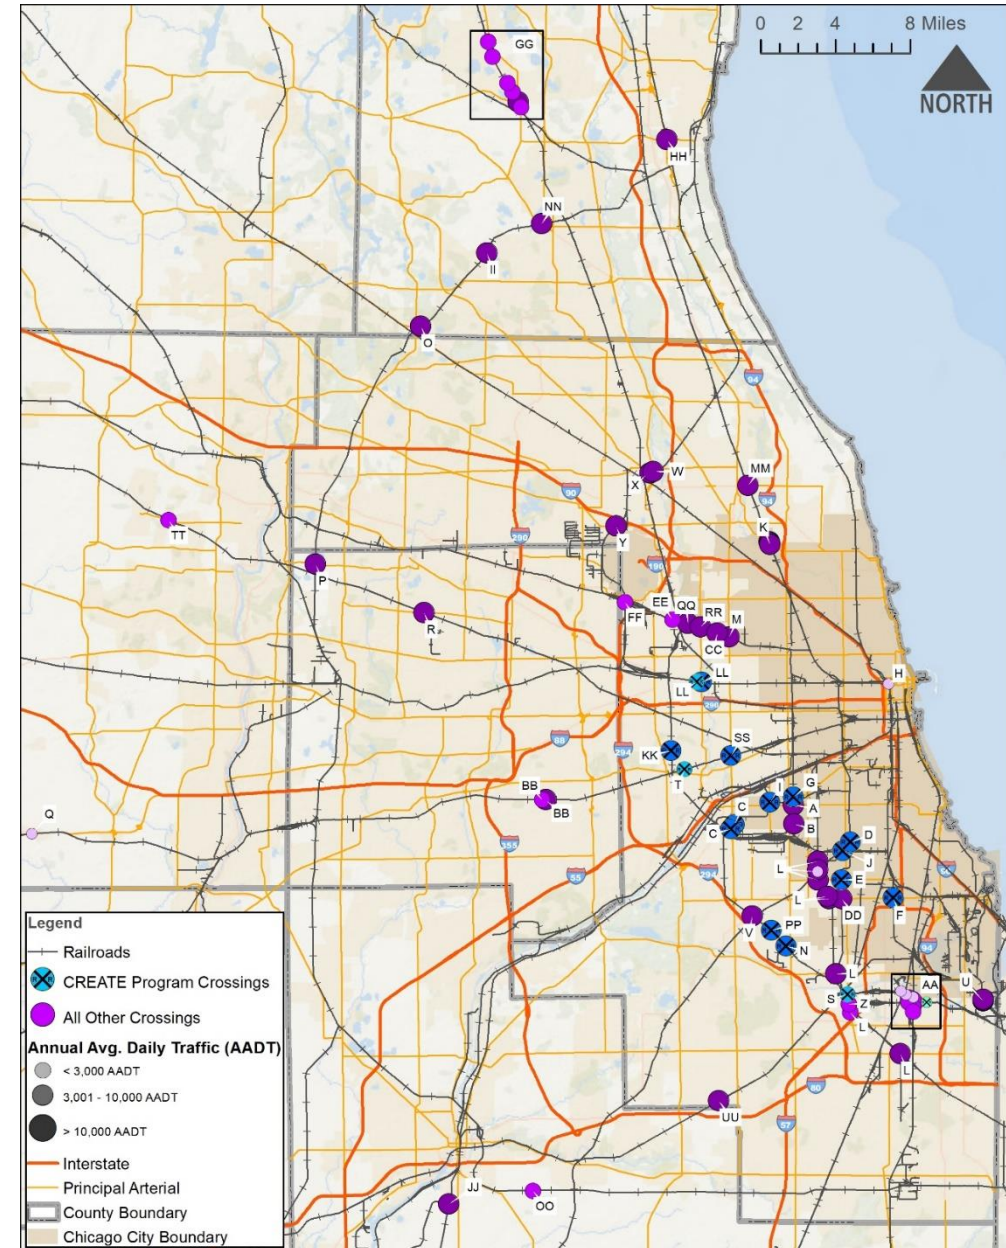 0 2 4 8 Miles
NORTH
GG
HH
NN
II
O
94
MM
W
X
90
94
K
TT
Y
290
190
P
EE
QQ
RR
M
FF
CC
R
LL
H
LL
290
SS
KK
88
294
T
G
BB
I
A
Q
BB
C
B
D
C
355
J
L
55
294
E
L
DD
F
V
PP
N
94
L
AA
U
S
Z
L
L
80
UU
57
JJ
OO
Legend
Railroads
CREATE Program Crossings
All Other Crossings
Annual Avg. Daily Traffic (AADT)
< 3,000 AADT
3,001 - 10,000 AADT
> 10,000 AADT
Interstate
Principal Arterial
County Boundary
Chicago City Boundary